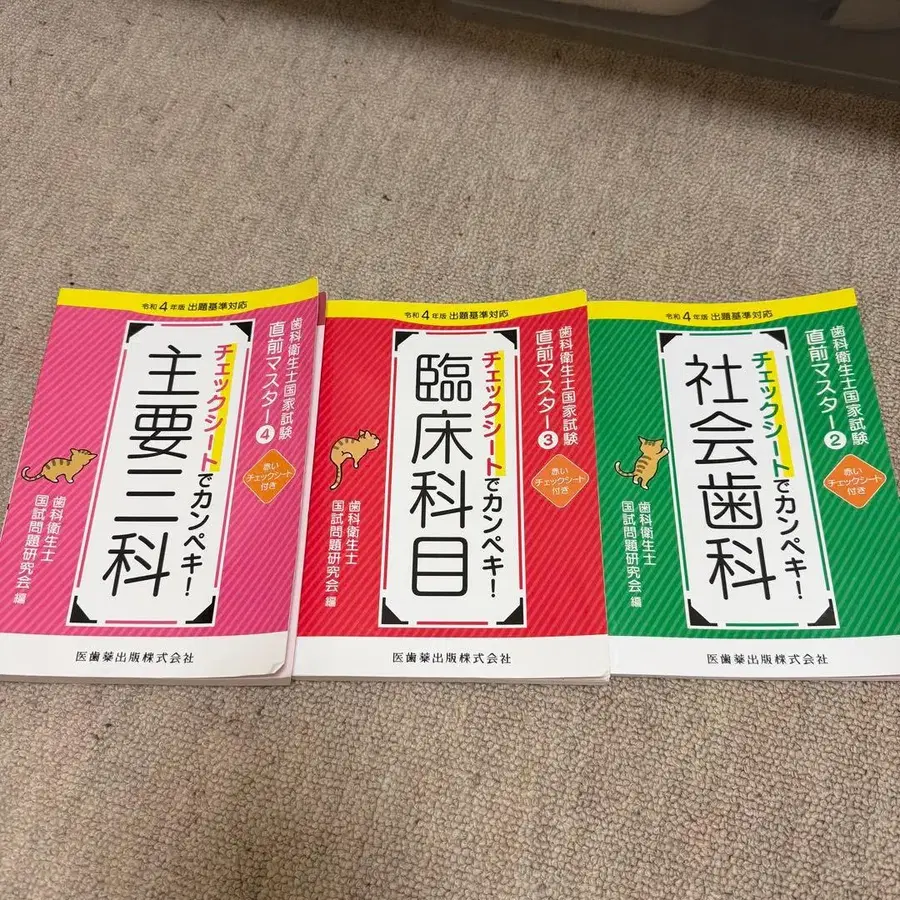 令和4年版 出題基準対応
歯科衛生士国家試験
直前マスター4
チェックシートでカンペキ!
主要三科
赤い
チェックシート
付き
歯科衛生士
国試問題研究会 編
医歯薬出版株式会社
令和4年版 出題基準対応
歯科衛生士国家試験
直前マスター3
チェックシートでカンペキ!
臨床科目
赤い
チェックシート
付き
歯科衛生士
国試問題研究会 編
医歯薬出版株式会社
令和4年版 出題基準対応
歯科衛生士国家試験
直前マスター2
チェックシートでカンペキ!
社会歯科
赤い
チェックシート
付き
歯科衛生士
国試問題研究会 編
医歯薬出版株式会社